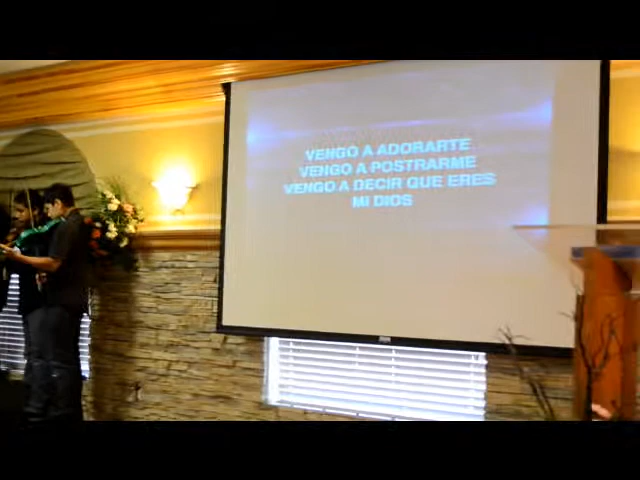 VENGO A ADORARTE
VENGO A POSTRARME
VENGO A DECIR QUE ERES
MI DIOS